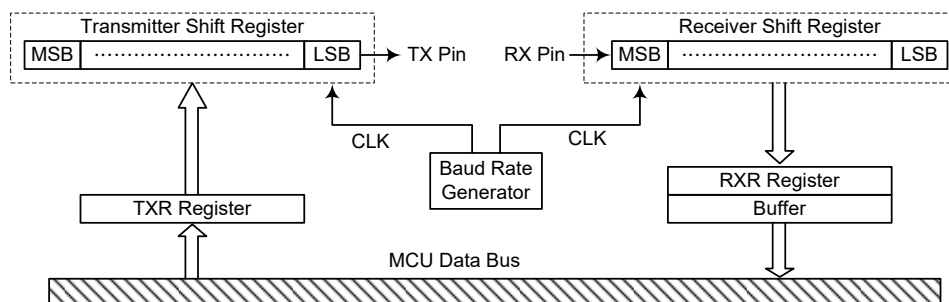 Transmitter Shift Register
MSB ........................... LSB
TX Pin
RX Pin
Receiver Shift Register
MSB ........................... LSB
CLK
CLK
Baud Rate
Generator
TXR Register
RXR Register
Buffer
MCU Data Bus